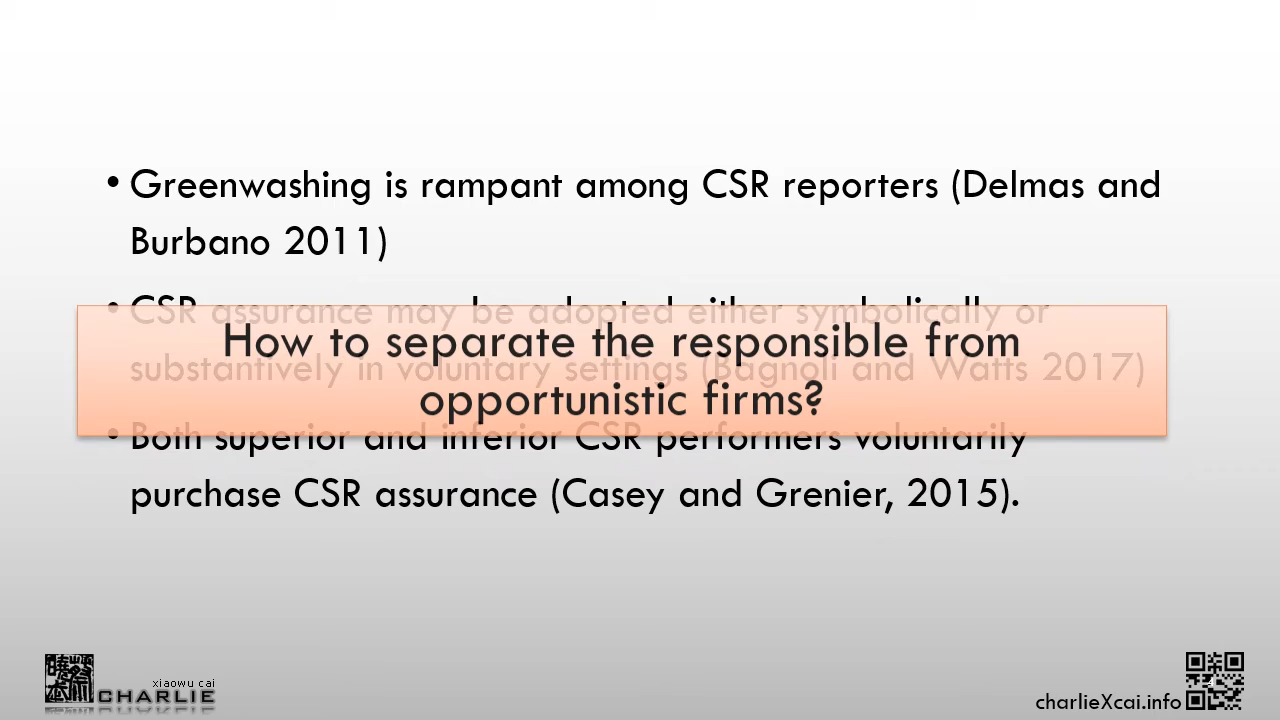 • Greenwashing is rampant among CSR reporters (Delmas and
Burbano 2011)
• CSR assurance may be adopted either symbolically or
How to separate the responsible from
substantively in voluntary settings (Bagnoli and Watts 2017)
opportunistic firms?
• Both superior and inferior CSR performers voluntarily
purchase CSR assurance (Casey and Grenier, 2015).
xiaowu cai
CHARLIE
charlieXcai.info